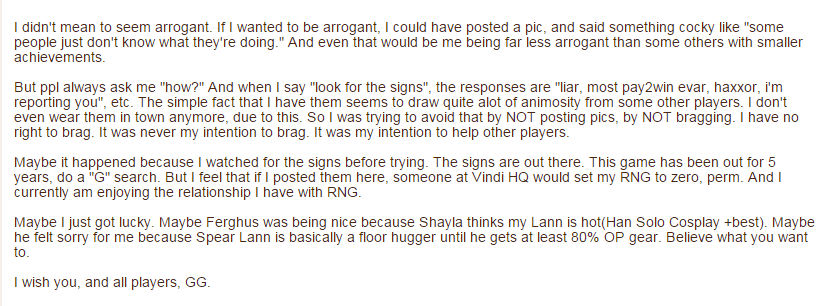 I didn't mean to seem arrogant. If I wanted to be arrogant, I could have posted a pic, and said something cocky like "some
people just don't know what they're doing." And even that would be me being far less arrogant than some others with smaller
achievements.
But ppl always ask me "how?" And when I say "look for the signs", the responses are "liar, most pay2win evar, haxxor, i'm
reporting you", etc. The simple fact that I have them seems to draw quite alot of animosity from some other players. I don't
even wear them in town anymore, due to this. So I was trying to avoid that by NOT posting pics, by NOT bragging. I have no
right to brag. It was never my intention to brag. It was my intention to help other players.
Maybe it happened because I watched for the signs before trying. The signs are out there. This game has been out for 5
years, do a "G" search. But I feel that if I posted them here, someone at Vindi HQ would set my RNG to zero, perm. And I
currently am enjoying the relationship I have with RNG.
Maybe I just got lucky. Maybe Ferghus was being nice because Shayla thinks my Lann is hot(Han Solo Cosplay +best). Maybe
he felt sorry for me because Spear Lann is basically a floor hugger until he gets at least 80% OP gear. Believe what you want
to.
I wish you, and all players, GG.